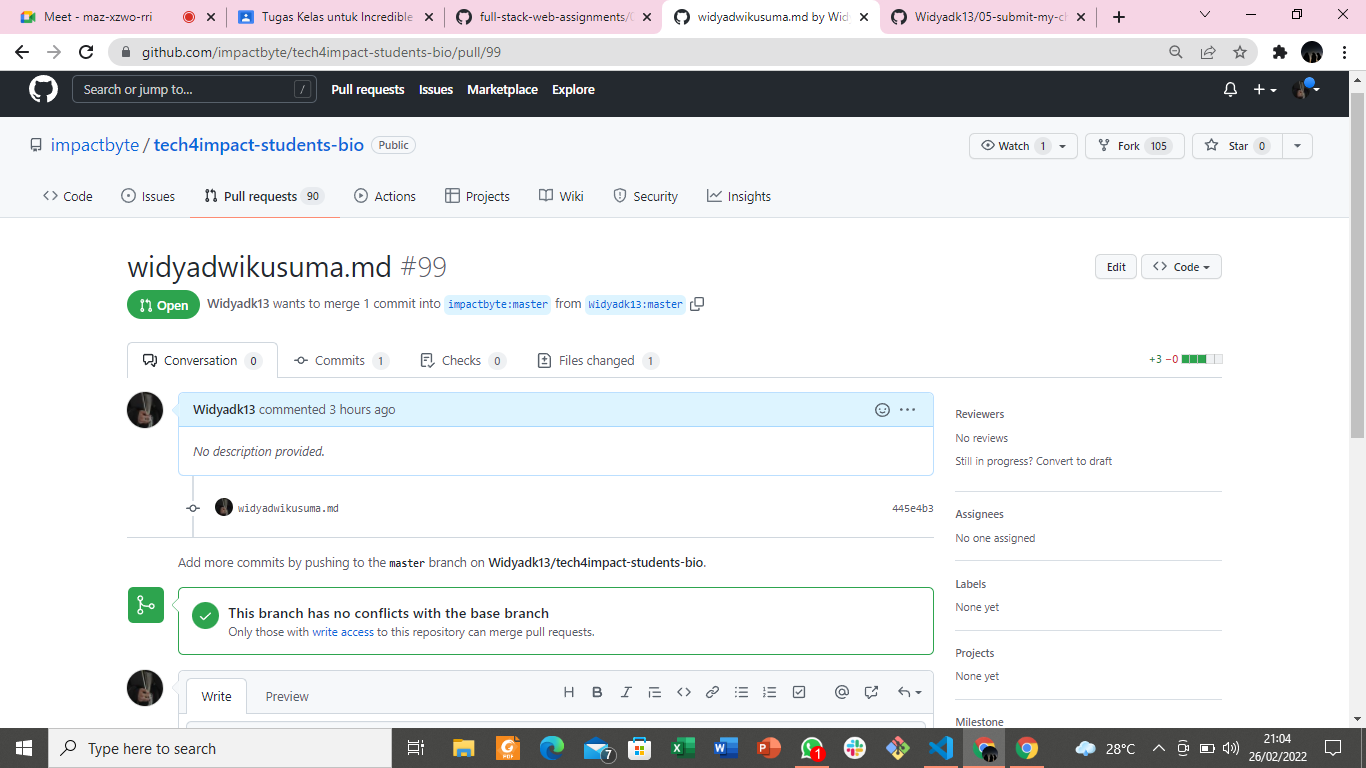 Meet - maz-xzwo-rri
Tugas Kelas untuk Incredible
full-stack-web-assignments/
widyadwikusuma.md by Wid
Widyadk13/05-submit-my-ch
github.com/impactbyte/tech4impact-students-bio/pull/99
Search or jump to...
/
Pull requests
Issues
Marketplace
Explore
impactbyte / tech4impact-students-bio
Public
Watch 1
Fork 105
Star 0
Code
Issues
Pull requests 90
Actions
Projects
Wiki
Security
Insights
widyadwikusuma.md #99
Edit
Code
Open
Widyadk13 wants to merge 1 commit into impactbyte:master from Widyadk13:master
Conversation 0
Commits 1
Checks 0
Files changed 1
+3 −0
Widyadk13 commented 3 hours ago
No description provided.
widyadwikusuma.md
445e4b3
Add more commits by pushing to the master branch on Widyadk13/tech4impact-students-bio.
This branch has no conflicts with the base branch
Only those with write access to this repository can merge pull requests.
Write
Preview
Reviewers
No reviews
Still in progress? Convert to draft
Assignees
No one assigned
Labels
None yet
Projects
None yet
Milestone
Type here to search
7
1
28°C
21:04
26/02/2022